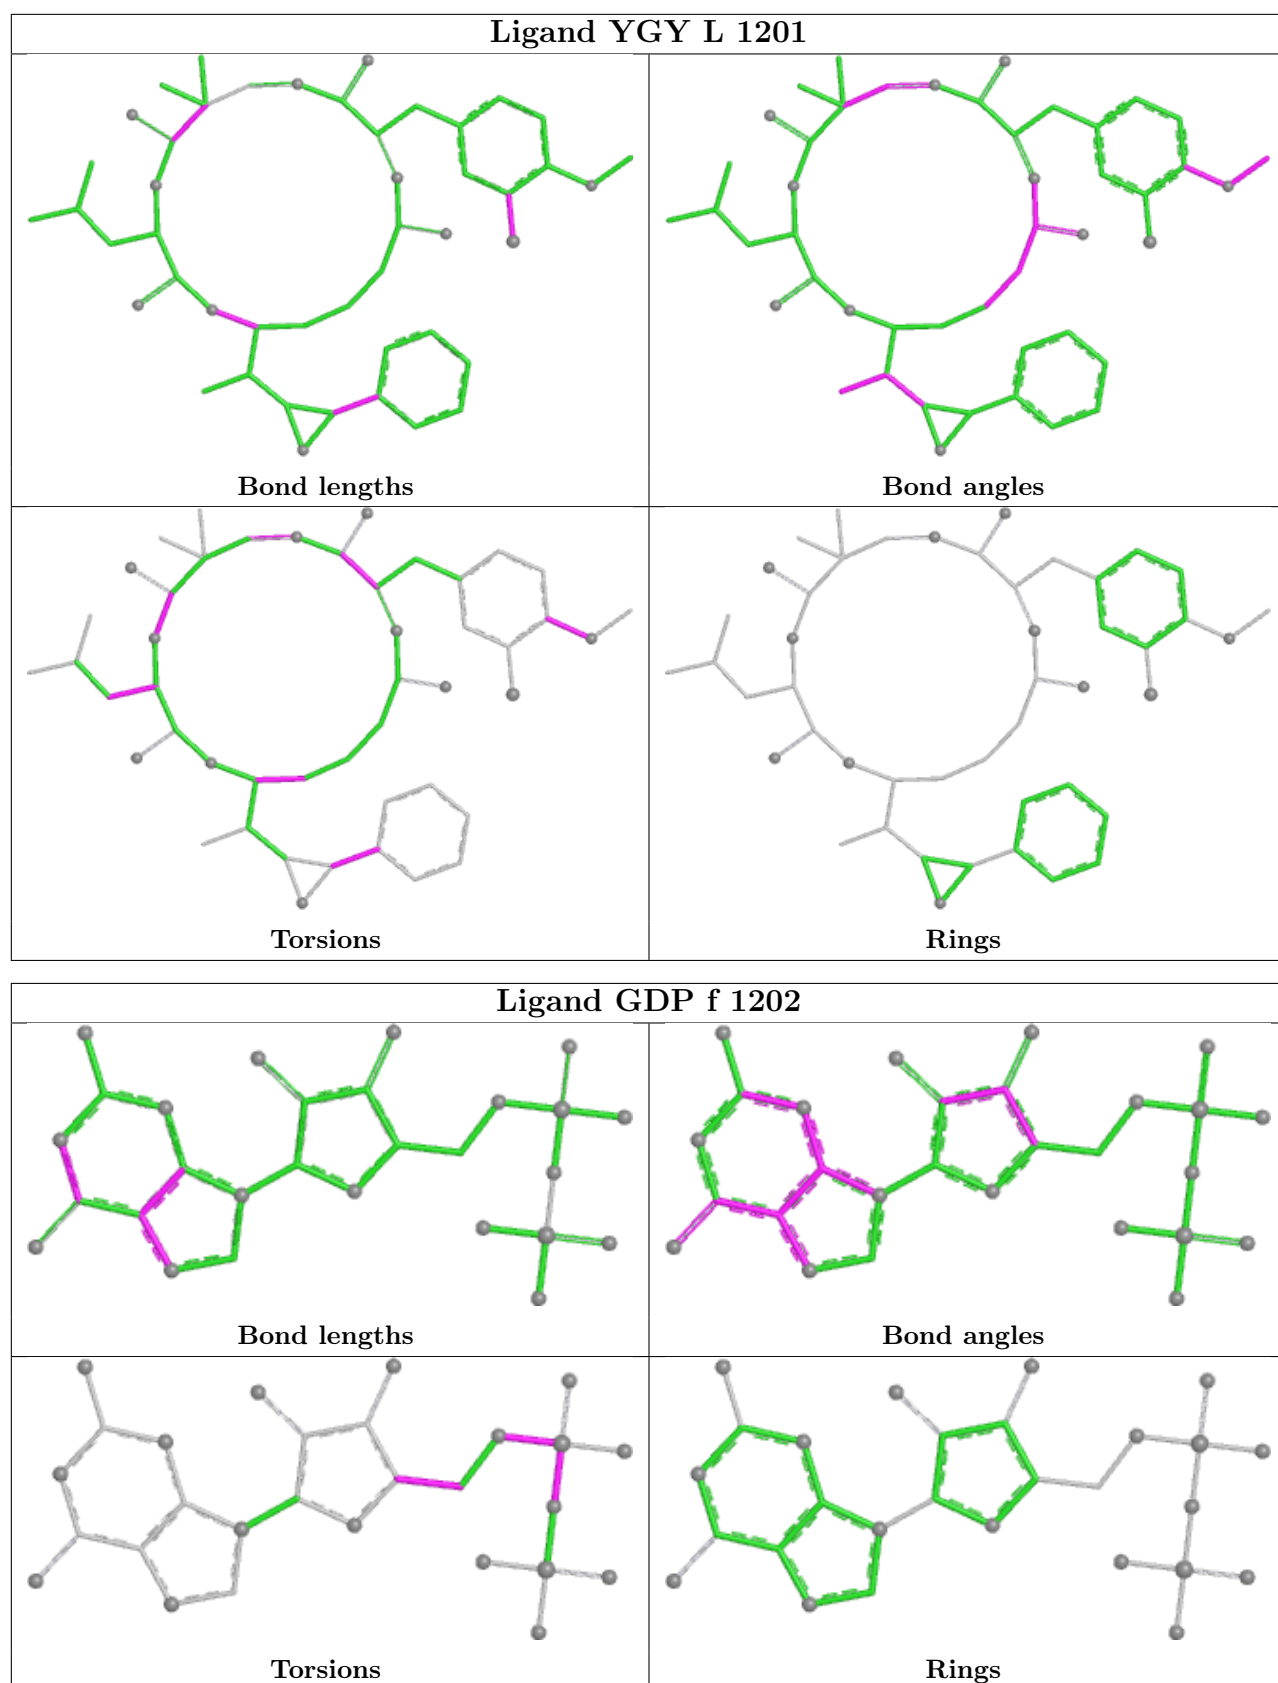 Ligand YGY L 1201
Bond lengths
Bond angles
Torsions
Rings
Ligand GDP f 1202
Bond lengths
Bond angles
Torsions
Rings